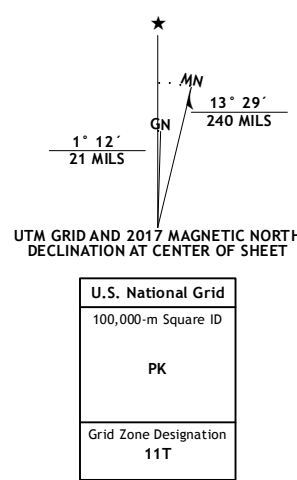 ★
MN
GN
13° 29´
240 MILS
1° 12´
21 MILS
UTM GRID AND 2017 MAGNETIC NORTH
DECLINATION AT CENTER OF SHEET
U.S. National Grid
100,000-m Square ID
PK
Grid Zone Designation
11T